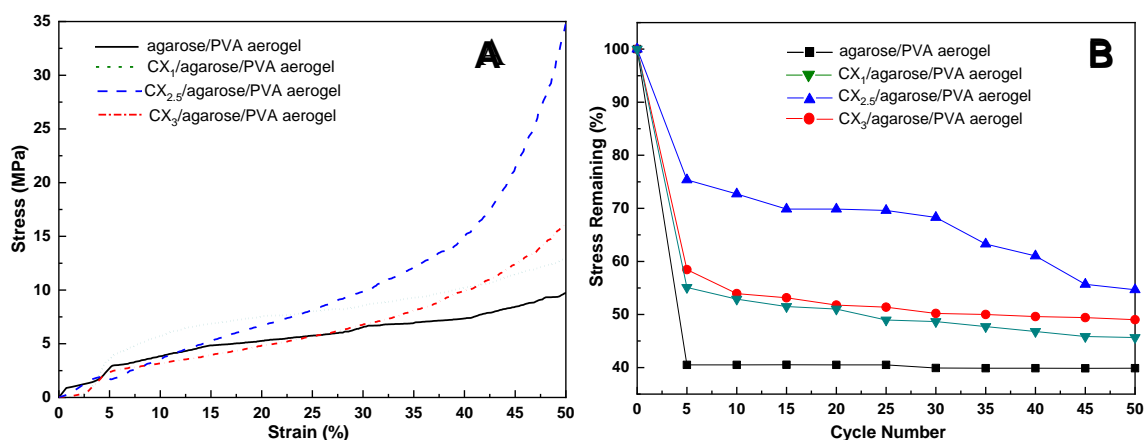 A
agarose/PVA aerogel
CX1/agarose/PVA aerogel
CX2.5/agarose/PVA aerogel
CX3/agarose/PVA aerogel
Stress (MPa)
35
30
25
20
15
10
5
0
0 5 10 15 20 25 30 35 40 45 50
Strain (%)
B
agarose/PVA aerogel
CX1/agarose/PVA aerogel
CX2.5/agarose/PVA aerogel
CX3/agarose/PVA aerogel
Stress Remaining (%)
100
90
80
70
60
50
40
0 5 10 15 20 25 30 35 40 45 50
Cycle Number